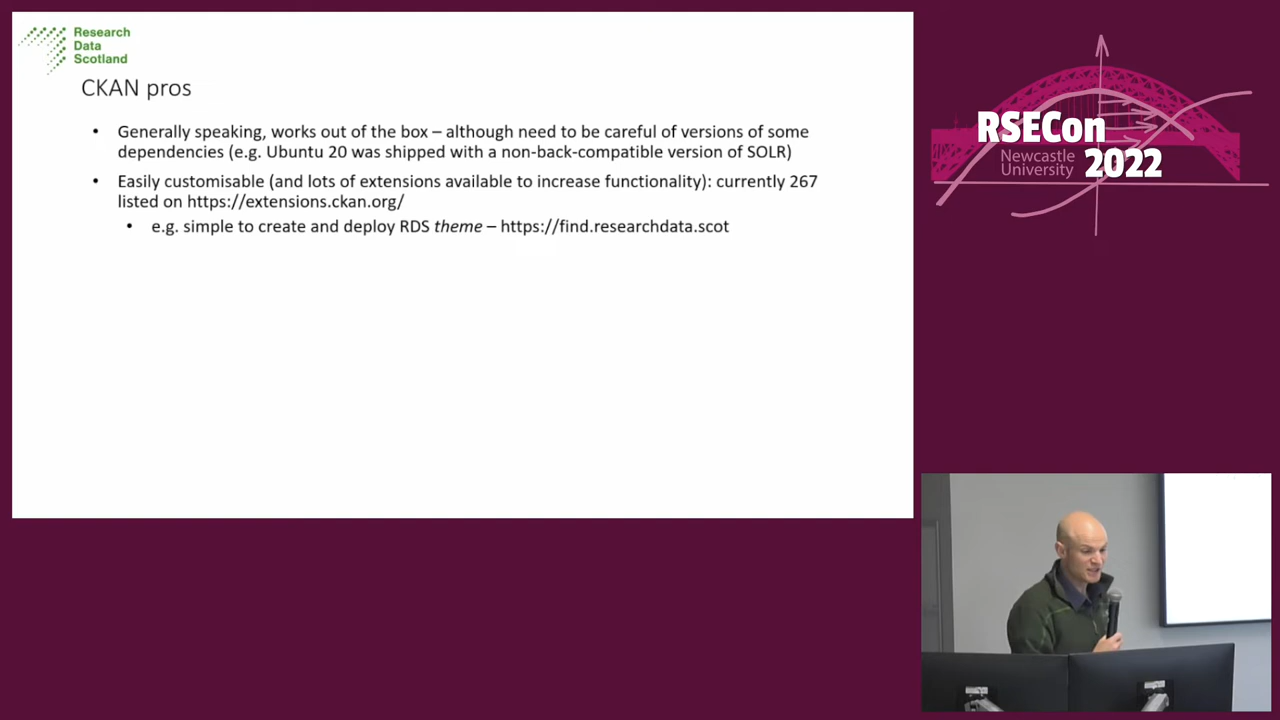 Research
Data
Scotland
CKAN pros
• Generally speaking, works out of the box – although need to be careful of versions of some
dependencies (e.g. Ubuntu 20 was shipped with a non-back-compatible version of SOLR)
• Easily customisable (and lots of extensions available to increase functionality): currently 267
listed on https://extensions.ckan.org/
• e.g. simple to create and deploy RDS theme – https://find.researchdata.scot
RSECon
Newcastle
University
2022